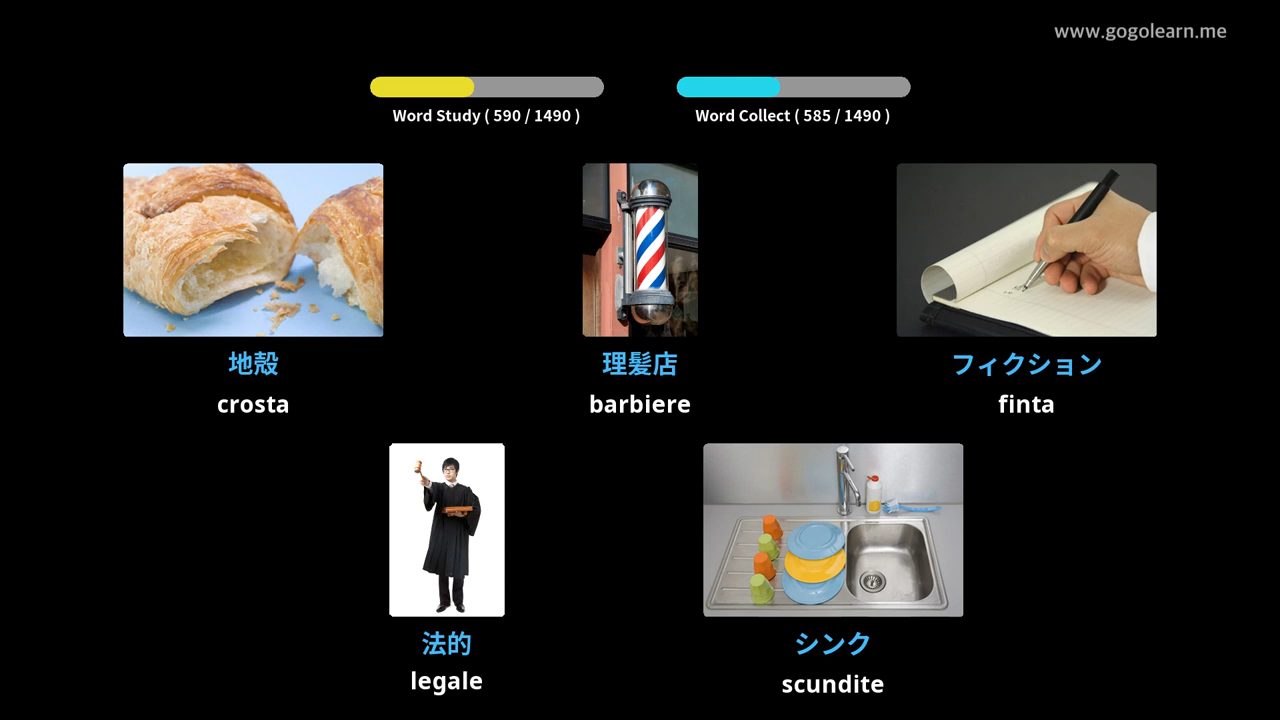 www.gogolearn.me
Word Study ( 590 / 1490 )
Word Collect ( 585 / 1490 )
地殻
crosta
理髪店
barbiere
フィクション
finta
法的
legale
シンク
scundite